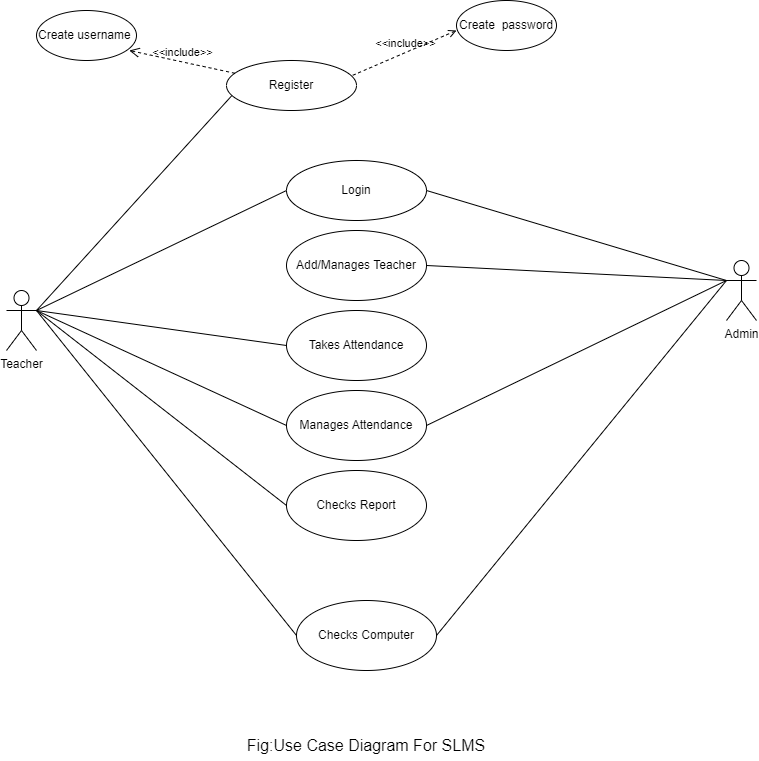 Create username
Create  password
<<include>>
<<include>>
Register
Login
Add/Manages Teacher
Takes Attendance
Teacher
Admin
Manages Attendance
Checks Report
Checks Computer
Fig:Use Case Diagram For SLMS